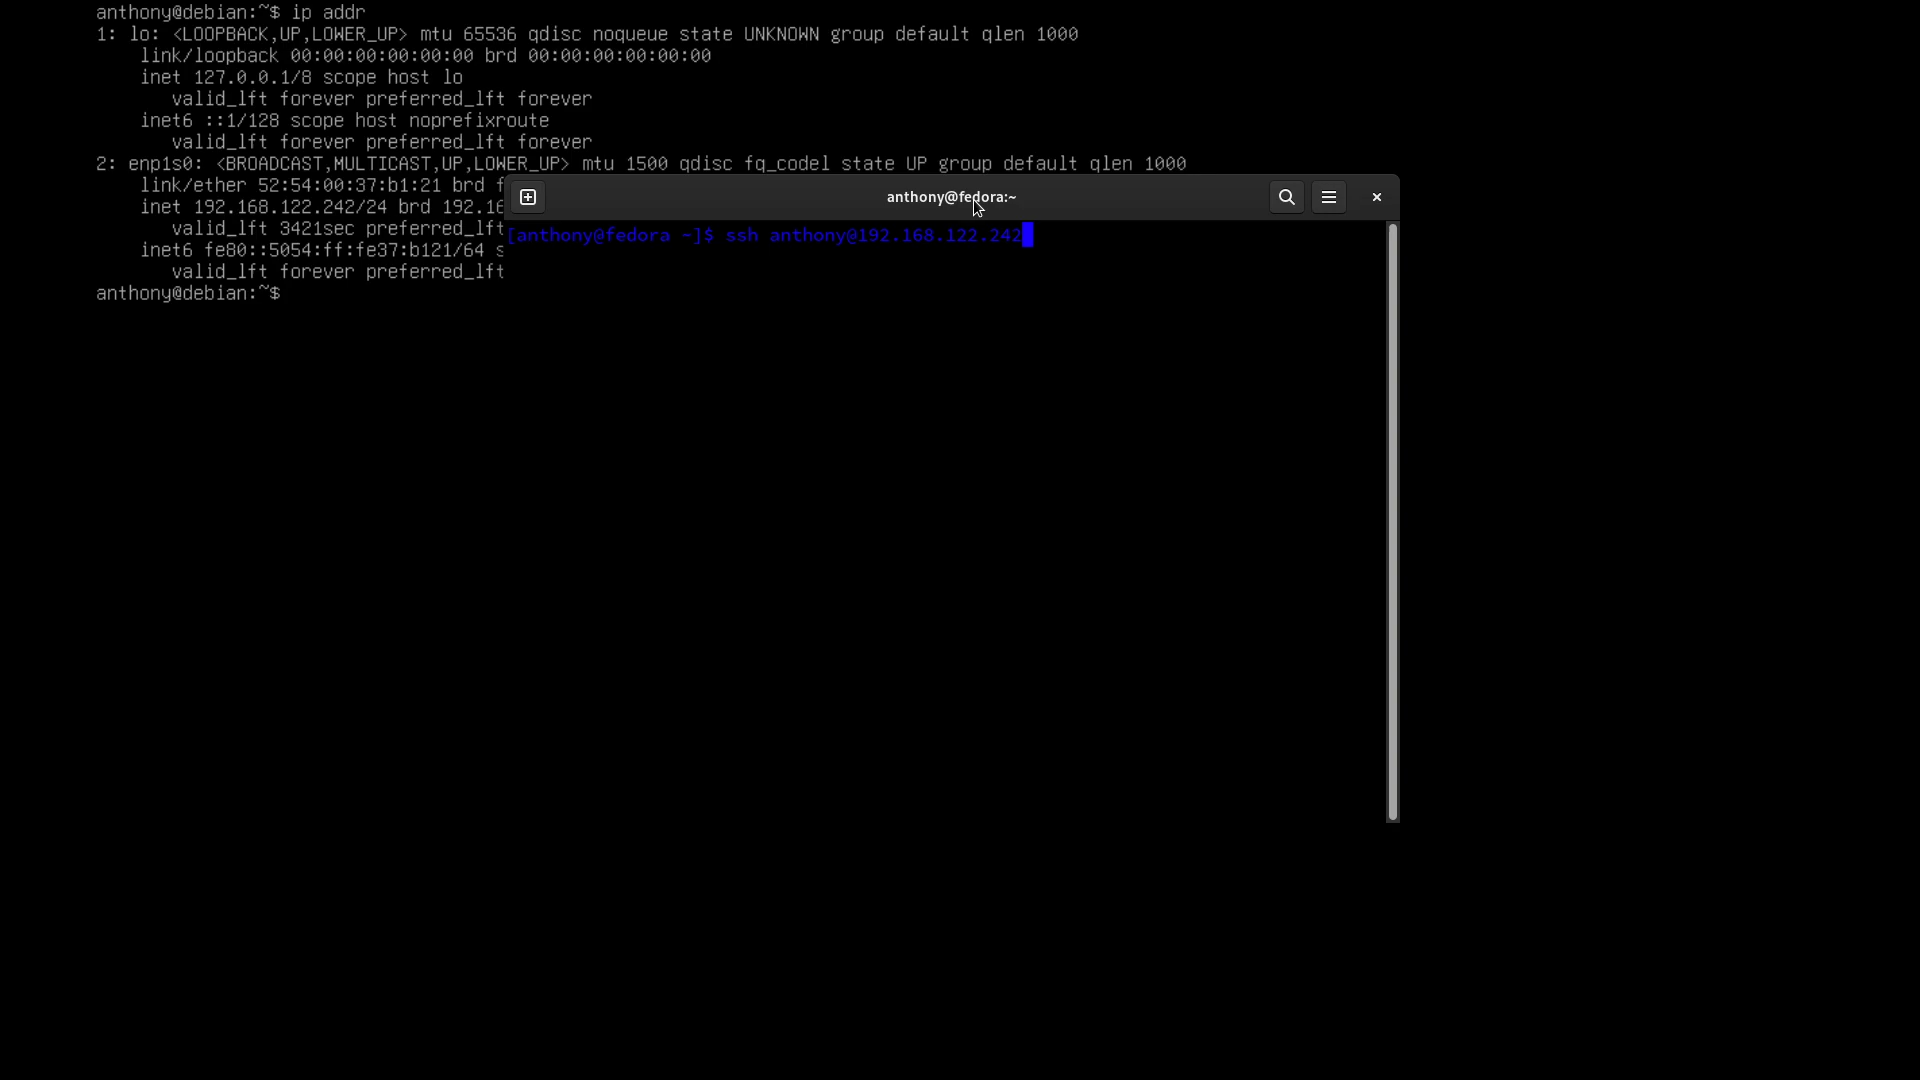 anthony@debian:~$ ip addr
1: lo: <LOOPBACK,UP,LOWER_UP> mtu 65536 qdisc noqueue state UNKNOWN group default qlen 1000
link/loopback 00:00:00:00:00:00 brd 00:00:00:00:00:00
inet 127.0.0.1/8 scope host lo
valid_lft forever preferred_lft forever
inet6 ::1/128 scope host noprefixroute
valid_lft forever preferred_lft forever
2: enp1s0: <BROADCAST,MULTICAST,UP,LOWER_UP> mtu 1500 qdisc fq_codel state UP group default qlen 1000
link/ether 52:54:00:37:b1:21 brd f
inet 192.168.122.242/24 brd 192.16
valid_lft 3421sec preferred_lft
inet6 fe80::5054:ff:fe37:b121/64 s
valid_lft forever preferred_lft
anthony@debian:~$
anthony@fedora:~
[anthony@fedora ~]$ ssh anthony@192.168.122.242